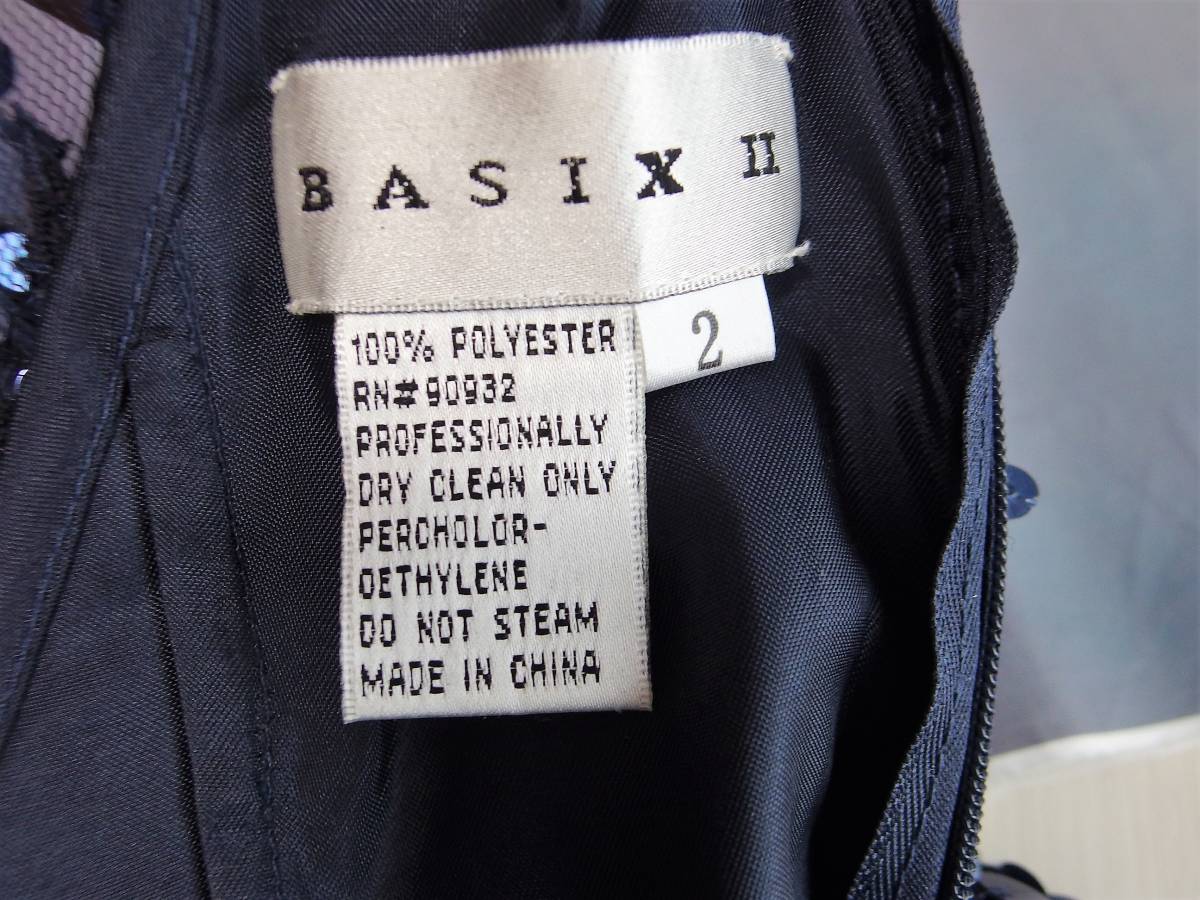 BASIX II
2
100% POLYESTER
RN#90932
PROFESSIONALLY
DRY CLEAN ONLY
PERCHOLOR-
OETHYLENE
DO NOT STEAM
MADE IN CHINA